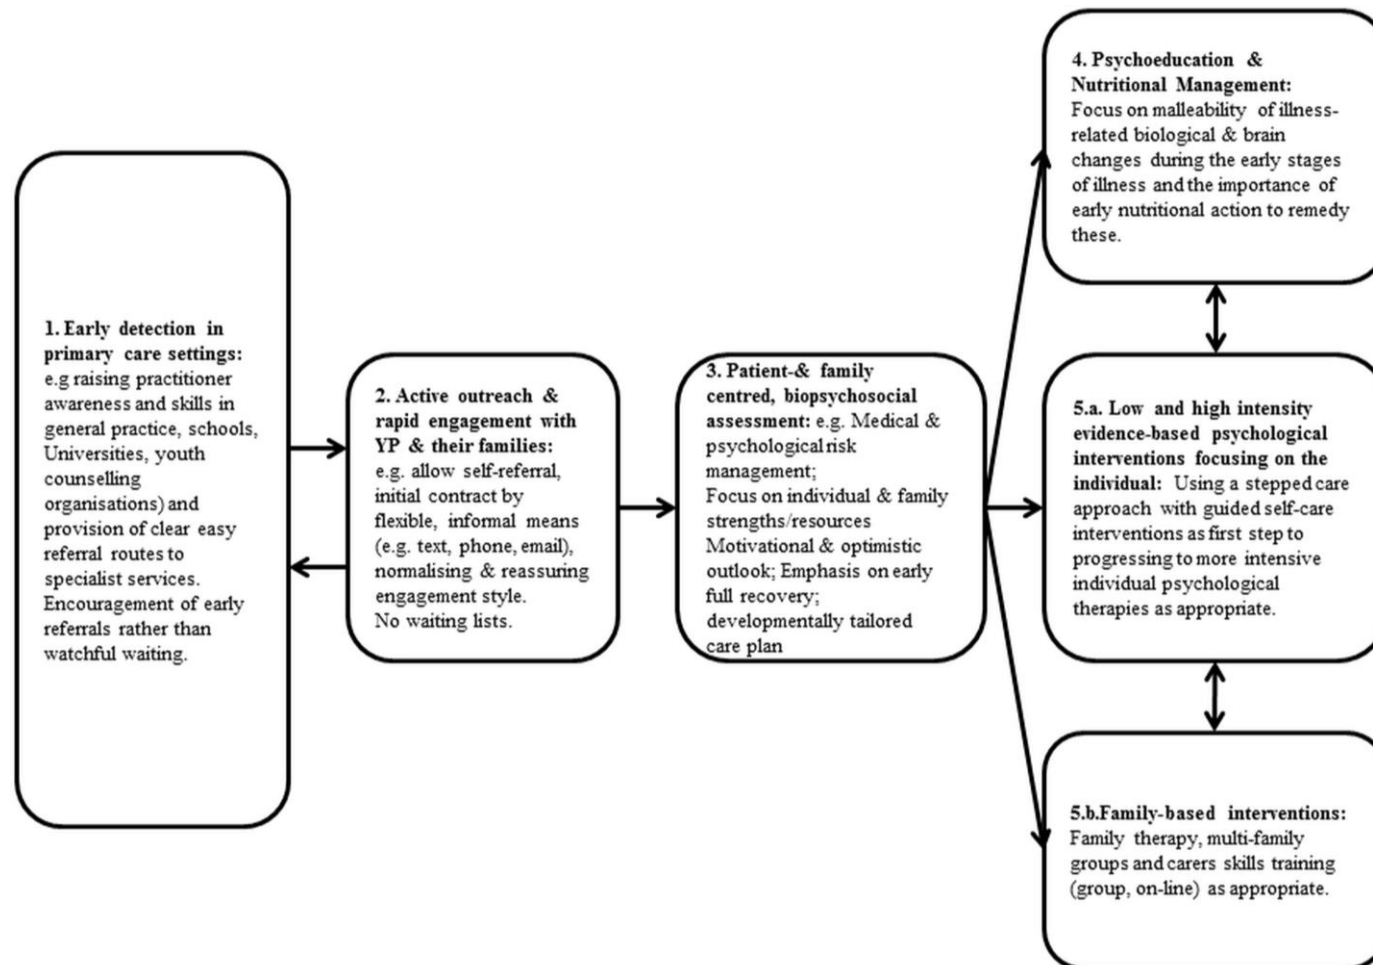 1. Early detection in
primary care settings:
e.g raising practitioner
awareness and skills in
general practice, schools,
Universities, youth
counselling
organisations) and
provision of clear easy
referral routes to
specialist services.
Encouragement of early
referrals rather than
watchful waiting.
2. Active outreach &
rapid engagement with
YP & their families:
e.g. allow self-referral,
initial contract by
flexible, informal means
(e.g. text, phone, email),
normalising & reassuring
engagement style.
No waiting lists.
3. Patient-& family
centred, biopsychosocial
assessment: e.g. Medical &
psychological risk
management;
Focus on individual & family
strengths/resources
Motivational & optimistic
outlook; Emphasis on early
full recovery;
developmentally tailored
care plan
4. Psychoeducation &
Nutritional Management:
Focus on malleability of illness-
related biological & brain
changes during the early stages
of illness and the importance of
early nutritional action to remedy
these.
5.a. Low and high intensity
evidence-based psychological
interventions focusing on the
individual: Using a stepped care
approach with guided self-care
interventions as first step to
progressing to more intensive
individual psychological
therapies as appropriate.
5.b.Family-based interventions:
Family therapy, multi-family
groups and carers skills training
(group, on-line) as appropriate.